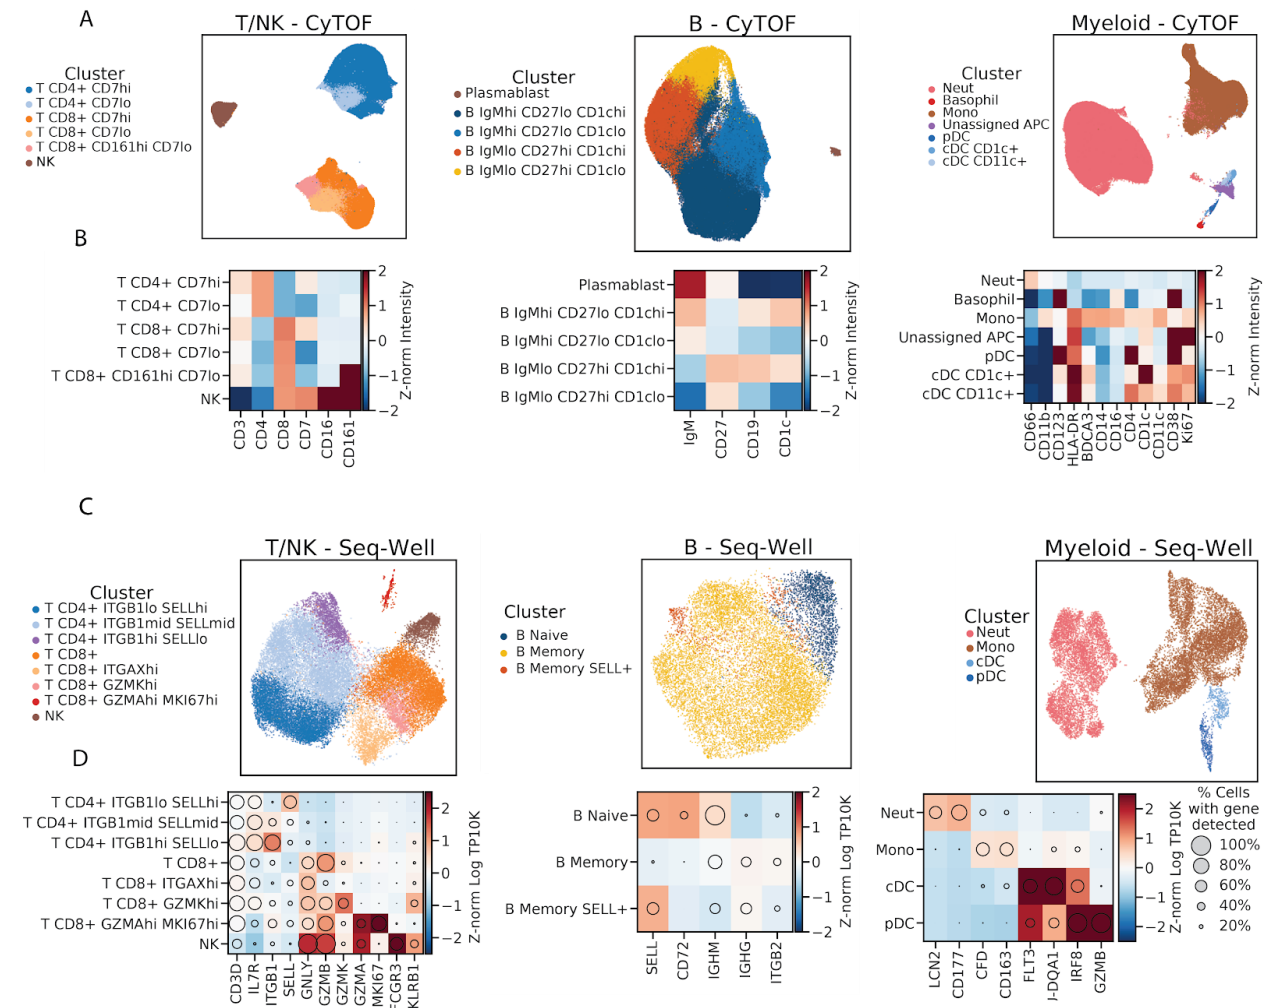 A
T/NK - CyTOF
Cluster
T CD4+ CD7hi
T CD4+ CD7lo
T CD8+ CD7hi
T CD8+ CD7lo
T CD8+ CD161hi CD7lo
NK
B - CyTOF
Cluster
Plasmablast
B IgMhi CD27lo CD1chi
B IgMhi CD27lo CD1clo
B IgMlo CD27hi CD1chi
B IgMlo CD27hi CD1clo
Myeloid - CyTOF
Cluster
Neut
Basophil
Mono
Unassigned APC
pDC
cDC CD1c+
cDC CD11c+
B
T CD4+ CD7hi
T CD4+ CD7lo
T CD8+ CD7hi
T CD8+ CD7lo
T CD8+ CD161hi CD7lo
NK
CD3
CD4
CD8
CD7
CD16
CD161
2
1
0
−1
−2
Z-norm Intensity
Plasmablast
B IgMhi CD27lo CD1chi
B IgMhi CD27lo CD1clo
B IgMlo CD27hi CD1chi
B IgMlo CD27hi CD1clo
IgM
CD27
CD19
CD1c
2
1
0
−1
−2
Z-norm Intensity
Neut
Basophil
Mono
Unassigned APC
pDC
cDC CD1c+
cDC CD11c+
CD66
CD11b
CD123
HLA-DR
BDCA3
CD14
CD16
CD4
CD1c
CD11c
CD38
Ki67
2
1
0
−1
−2
Z-norm Intensity
C
T/NK - Seq-Well
Cluster
T CD4+ ITGB1lo SELLhi
T CD4+ ITGB1mid SELLmid
T CD4+ ITGB1hi SELLlo
T CD8+
T CD8+ ITGAXhi
T CD8+ GZMKhi
T CD8+ GZMAhi MKI67hi
NK
B - Seq-Well
Cluster
B Naive
B Memory
B Memory SELL+
Myeloid - Seq-Well
Cluster
Neut
Mono
cDC
pDC
D
T CD4+ ITGB1lo SELLhi
T CD4+ ITGB1mid SELLmid
T CD4+ ITGB1hi SELLlo
T CD8+
T CD8+ ITGAXhi
T CD8+ GZMKhi
T CD8+ GZMAhi MKI67hi
NK
CD3D
IL7R
ITGB1
SELL
GNLY
GZMB
GZMK
GZMA
MKI67
FCGR3
KLRB1
2
1
0
−1
−2
Z-norm Log TP10K
B Naive
B Memory
B Memory SELL+
SELL
CD72
IGHM
IGHG
ITGB2
2
1
0
−1
−2
Z-norm Log TP10K
Neut
Mono
cDC
pDC
LCN2
CD177
CFD
CD163
FLT3
J-DQA1
IRF8
GZMB
2
1
0
−1
−2
Z-norm Log TP10K
% Cells
with gene
detected
100%
80%
60%
40%
20%